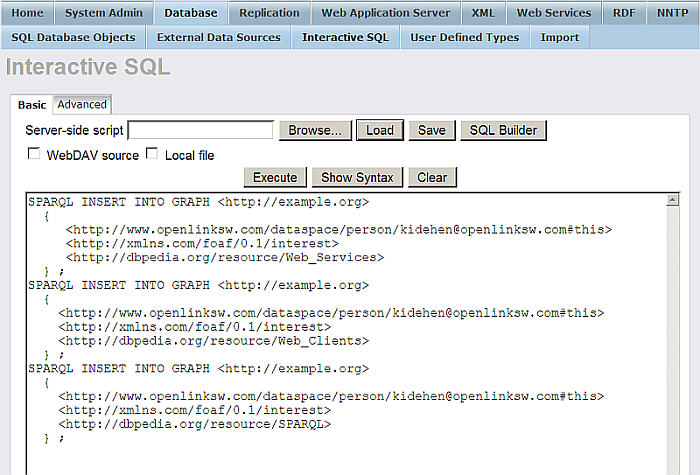 Home System Admin Database Replication Web Application Server XML Web Services RDF NNTP
SQL Database Objects External Data Sources Interactive SQL User Defined Types Import
Interactive SQL
Basic Advanced
Server-side script Browse... Load Save SQL Builder
WebDAV source Local file
Execute Show Syntax Clear
SPARQL INSERT INTO GRAPH <http://example.org>
{
<http://www.openlinksw.com/dataspace/person/kidehen@openlinksw.com#this>
<http://xmlns.com/foaf/0.1/interest>
<http://dbpedia.org/resource/Web_Services>
} ;
SPARQL INSERT INTO GRAPH <http://example.org>
{
<http://www.openlinksw.com/dataspace/person/kidehen@openlinksw.com#this>
<http://xmlns.com/foaf/0.1/interest>
<http://dbpedia.org/resource/Web_Clients>
} ;
SPARQL INSERT INTO GRAPH <http://example.org>
{
<http://www.openlinksw.com/dataspace/person/kidehen@openlinksw.com#this>
<http://xmlns.com/foaf/0.1/interest>
<http://dbpedia.org/resource/SPARQL>
} ;